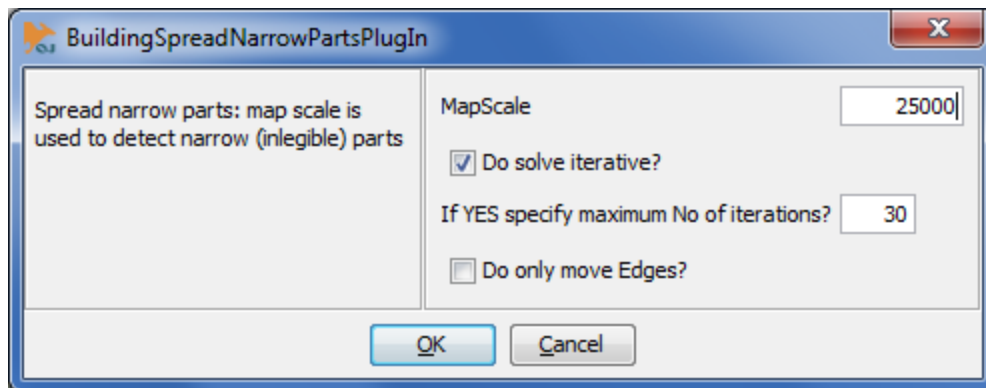 BuildingSpreadNarrowPartsPlugIn
Spread narrow parts: map scale is
used to detect narrow (inlegible) parts
MapScale
25000
Do solve iterative?
If YES specify maximum No of iterations?
30
Do only move Edges?
OK
Cancel